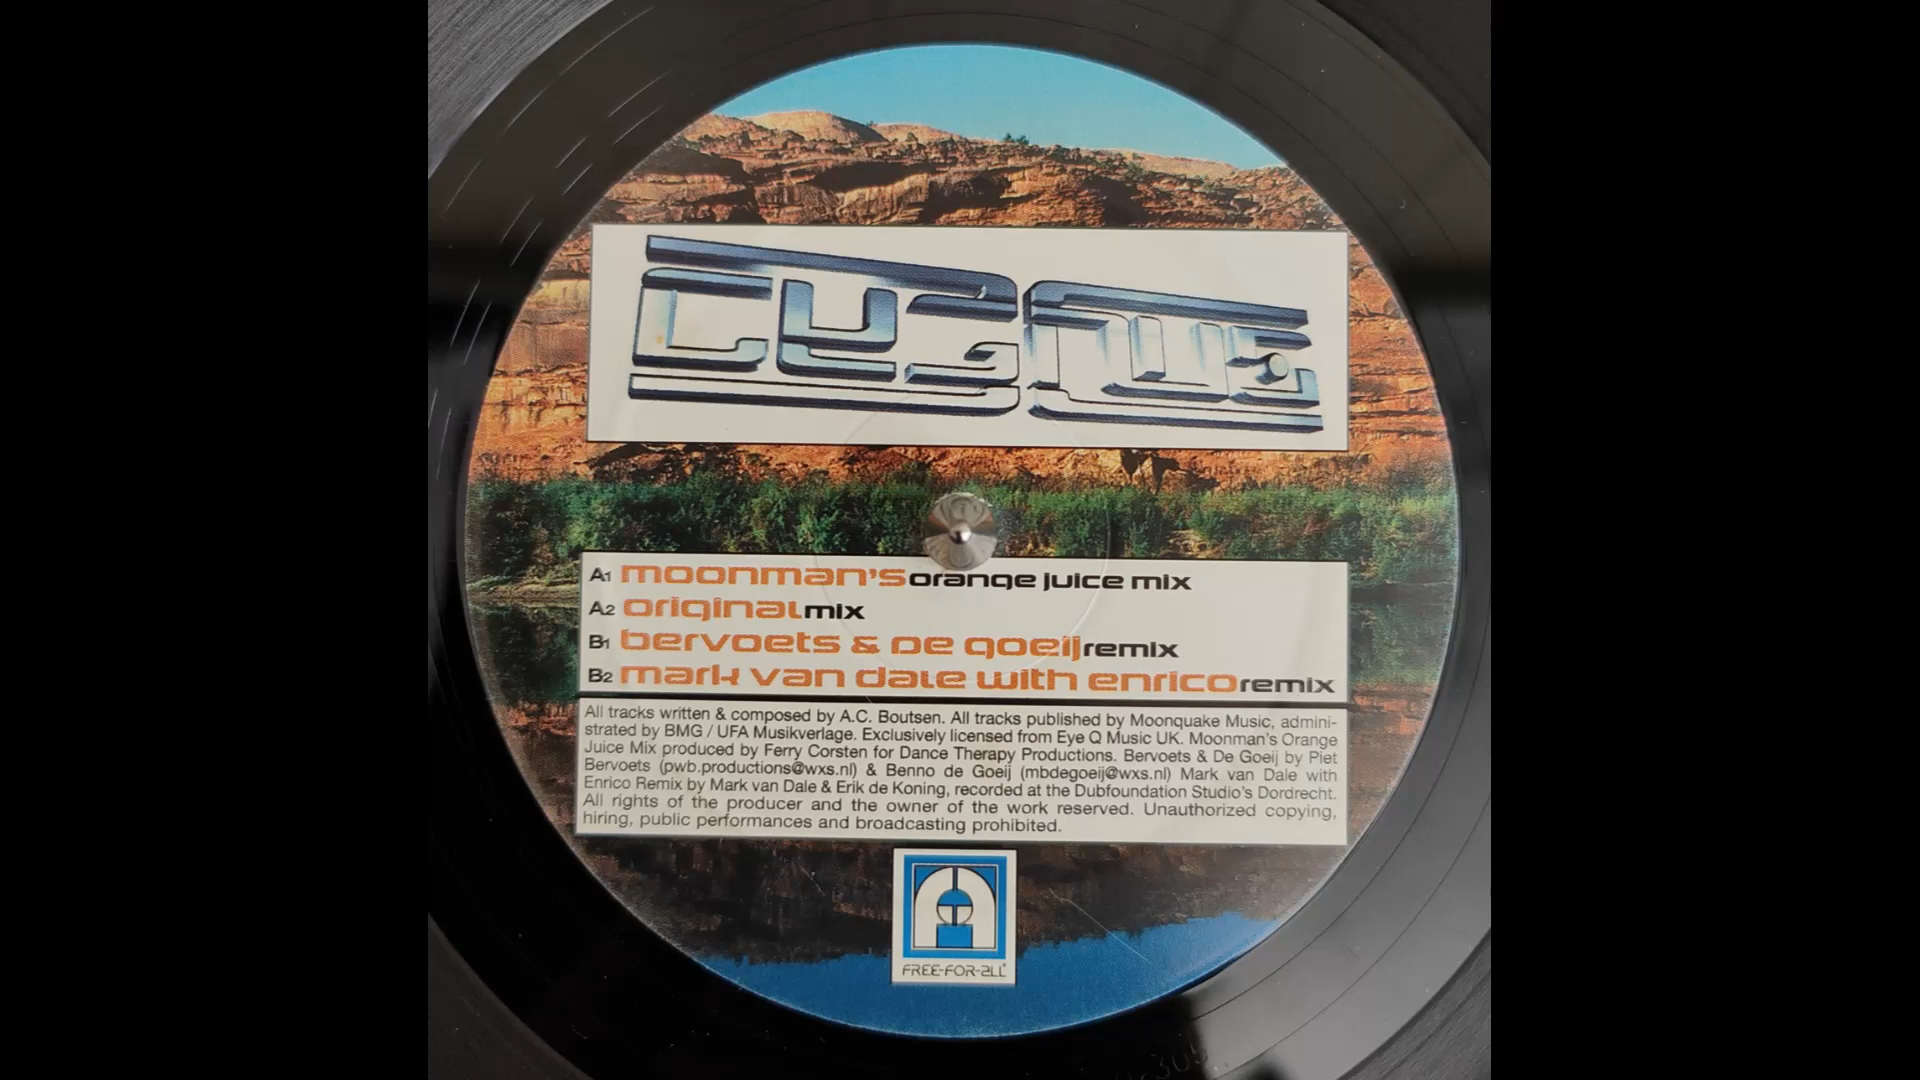 A1 moonman's orange juice mix
A2 original mix
B1 bervoets & de goeij remix
B2 mark van dale with enrico remix
All tracks written & composed by A.C. Boutsen. All tracks published by Moonquake Music, admini-
strated by BMG / UFA Musikverlage. Exclusively licensed from Eye Q Music UK. Moonman's Orange
Juice Mix produced by Ferry Corsten for Dance Therapy Productions. Bervoets & De Goeij by Piet
Bervoets (pwb.productions@wxs.nl) & Benno de Goeij (mbdegoeij@wxs.nl) Mark van Dale with
Enrico Remix by Mark van Dale & Erik de Koning, recorded at the Dubfoundation Studio's Dordrecht.
All rights of the producer and the owner of the work reserved. Unauthorized copying,
hiring, public performances and broadcasting prohibited.
FREE-FOR-ALL